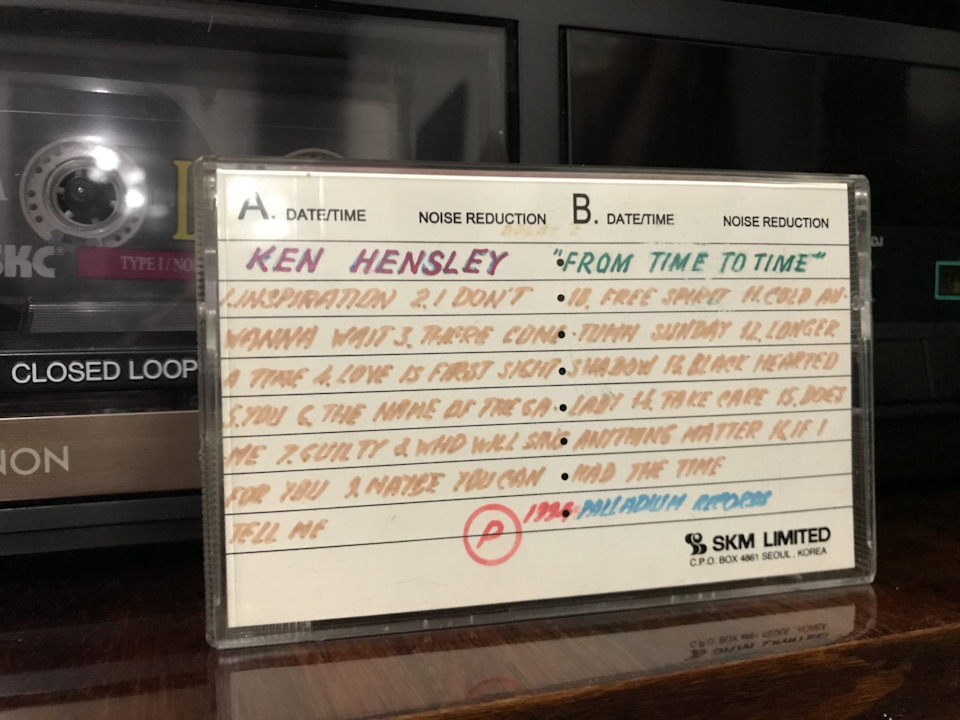 A. DATE/TIME NOISE REDUCTION B. DATE/TIME NOISE REDUCTION
DOLBY C
KEN HENSLEY "FROM TIME TO TIME"
1.INSPIRATION 2.I DON'T
WANNA WAIT 3.THERE COME
A TIME 4.LOVE IS FIRST SIGHT
5.YOU 6.THE NAME OF THE GA-
ME 7.GUILTY 8.WHO WILL SING
FOR YOU 9.MAYBE YOU CAN
TELL ME
10. FREE SPIRIT 11.COLD AU-
-TUMN SUNDAY 12.LONGER
SHADOW 13.BLACK HEARTED
LADY 14.TAKE CARE 15.DOES
ANYTHING MATTER 16.IF I
HAD THE TIME
P 1994 PALLADIUM RECORDS
SKM LIMITED
C.P.O. BOX 4861 SEOUL, KOREA
SKC
TYPE I / NO
CLOSED LOOP
NON